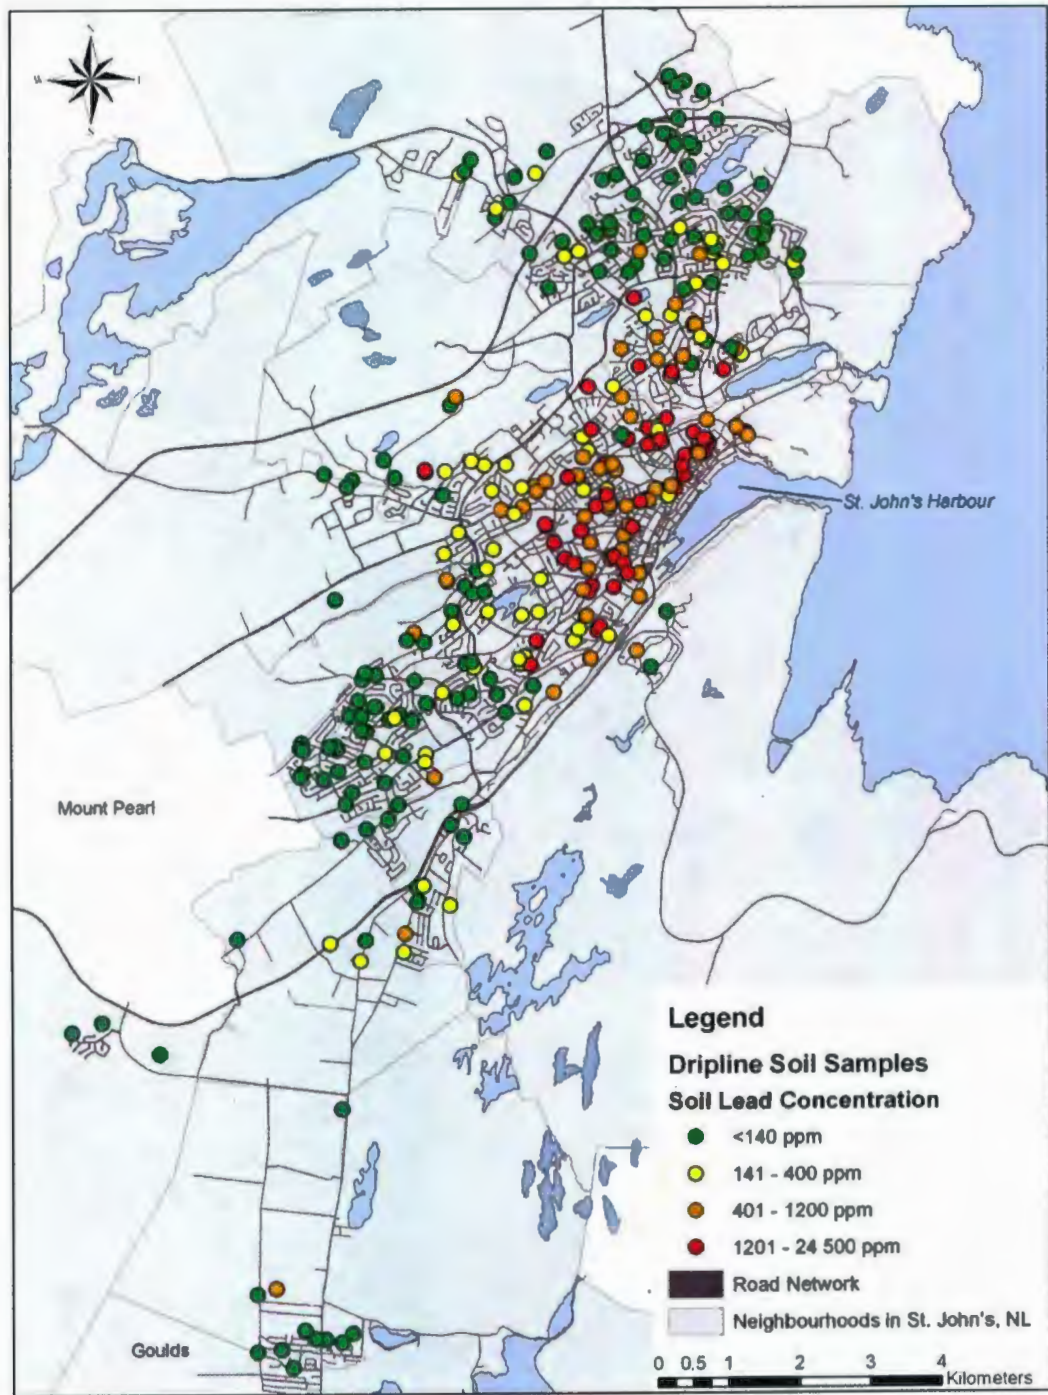 St. John's Harbour
Mount Pearl
Goulds
Legend
Dripline Soil Samples
Soil Lead Concentration
<140 ppm
141 - 400 ppm
401 - 1200 ppm
1201 - 24 500 ppm
Road Network
Neighbourhoods in St. John's, NL
0 0.5 1 2 3 4
Kilometers